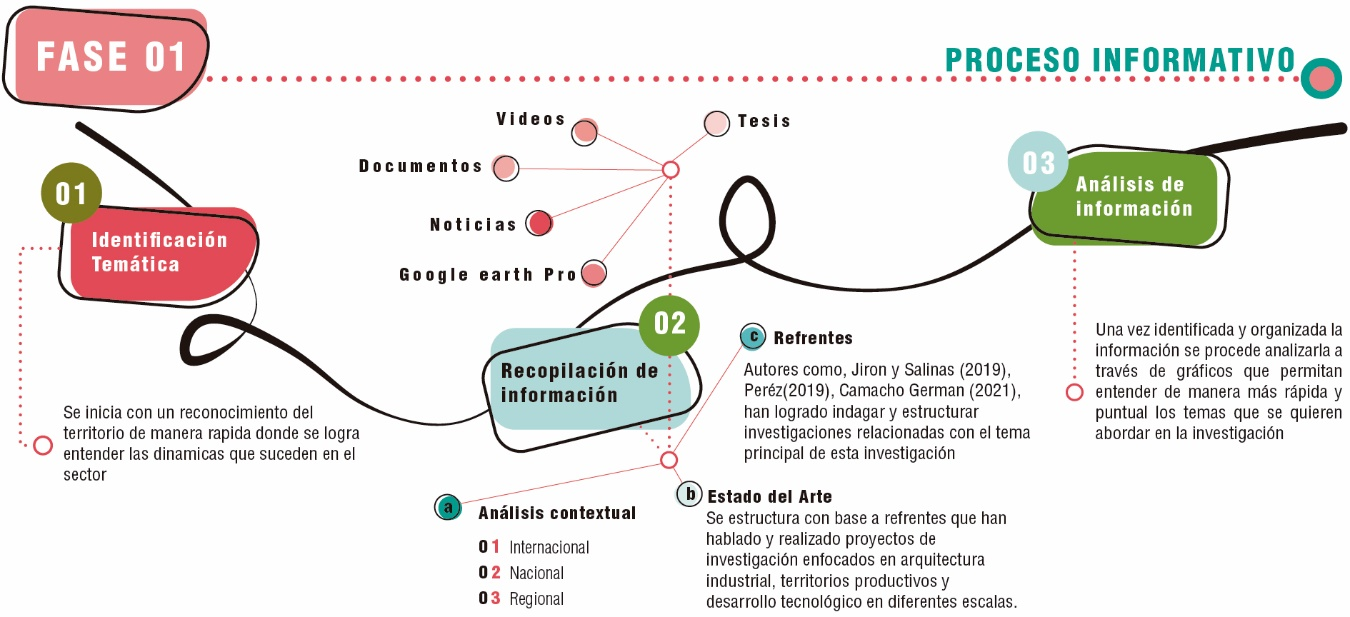 FASE 01
PROCESO INFORMATIVO
01
Identificación
Temática
Se inicia con un reconocimiento del
territorio de manera rapida donde se logra
entender las dinamicas que suceden en el
sector
Videos
Tesis
Documentos
Noticias
Google earth Pro
02
Recopilación de
información
a
Análisis contextual
01 Internacional
02 Nacional
03 Regional
b
Estado del Arte
Se estructura con base a refrentes que han
hablado y realizado proyectos de
investigación enfocados en arquitectura
industrial, territorios productivos y
desarrollo tecnológico en diferentes escalas.
c
Refrentes
Autores como, Jiron y Salinas (2019),
Peréz(2019), Camacho German (2021),
han logrado indagar y estructurar
investigaciones relacionadas con el tema
principal de esta investigación
03
Análisis de
información
Una vez identificada y organizada la
información se procede analizarla a
través de gráficos que permitan
entender de manera más rápida y
puntual los temas que se quieren
abordar en la investigación